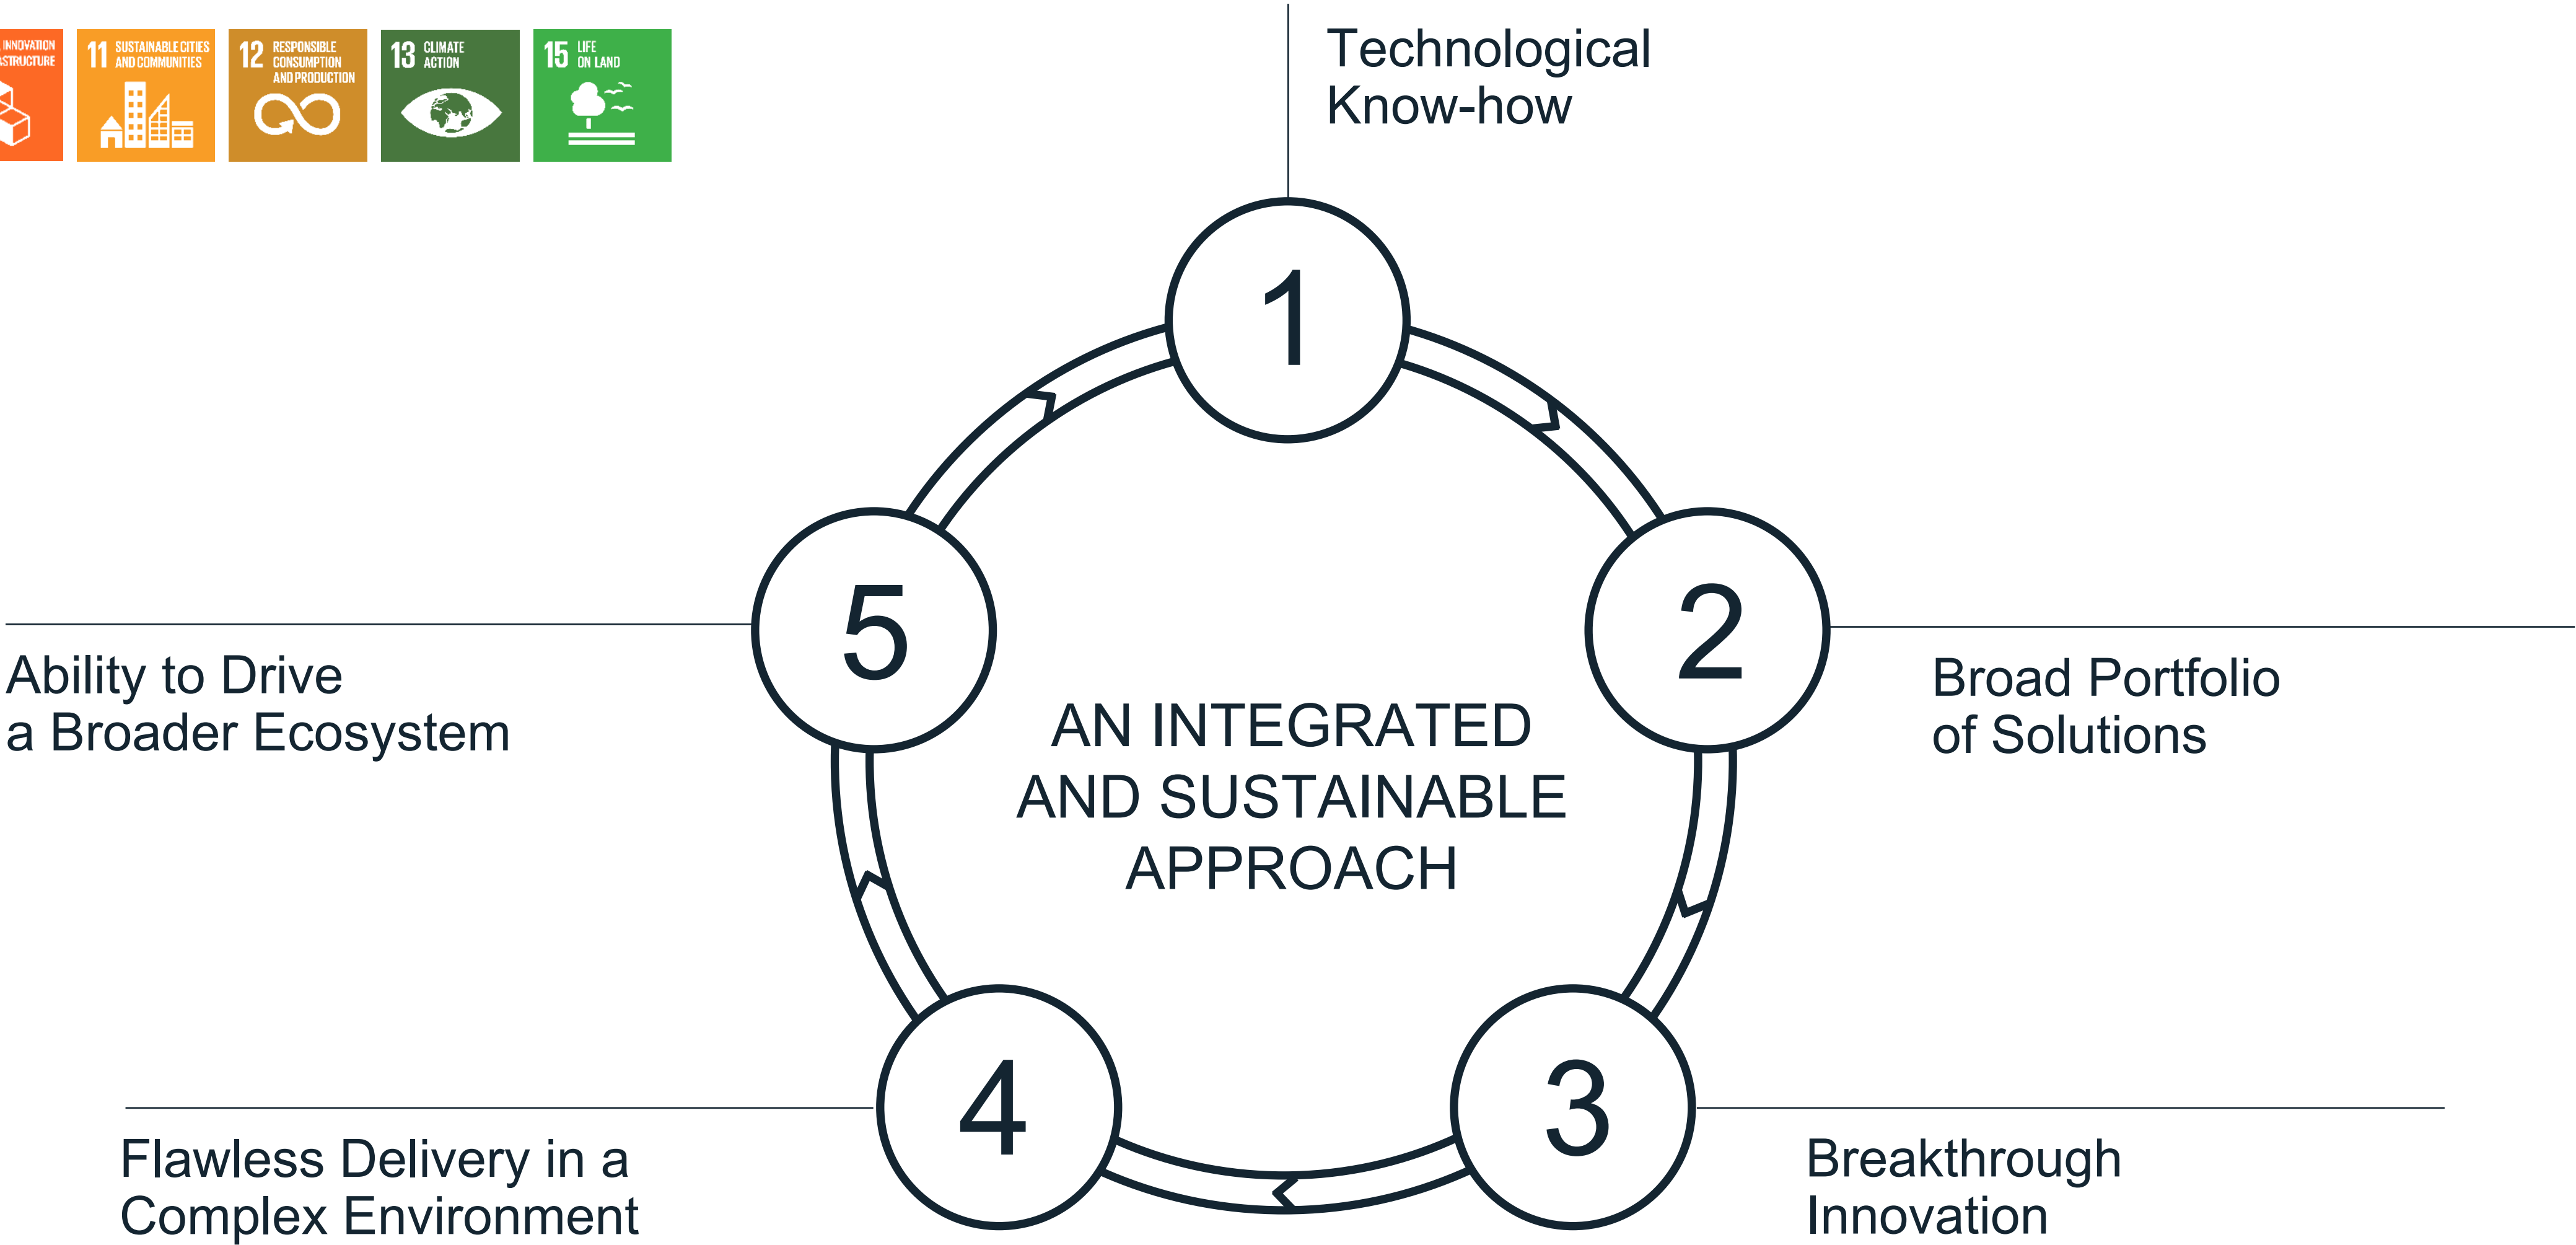 INNOVATION
11 SUSTAINABLE CITIES
AND COMMUNITIES
12 RESPONSIBLE
CONSUMPTION
AND PRODUCTION
13 CLIMATE
ACTION
15 LIFE
ON LAND
Technological
Know-how
1
5
2
Ability to Drive
a Broader Ecosystem
AN INTEGRATED
AND SUSTAINABLE
APPROACH
Broad Portfolio
of Solutions
4
3
Flawless Delivery in a
Complex Environment
Breakthrough
Innovation